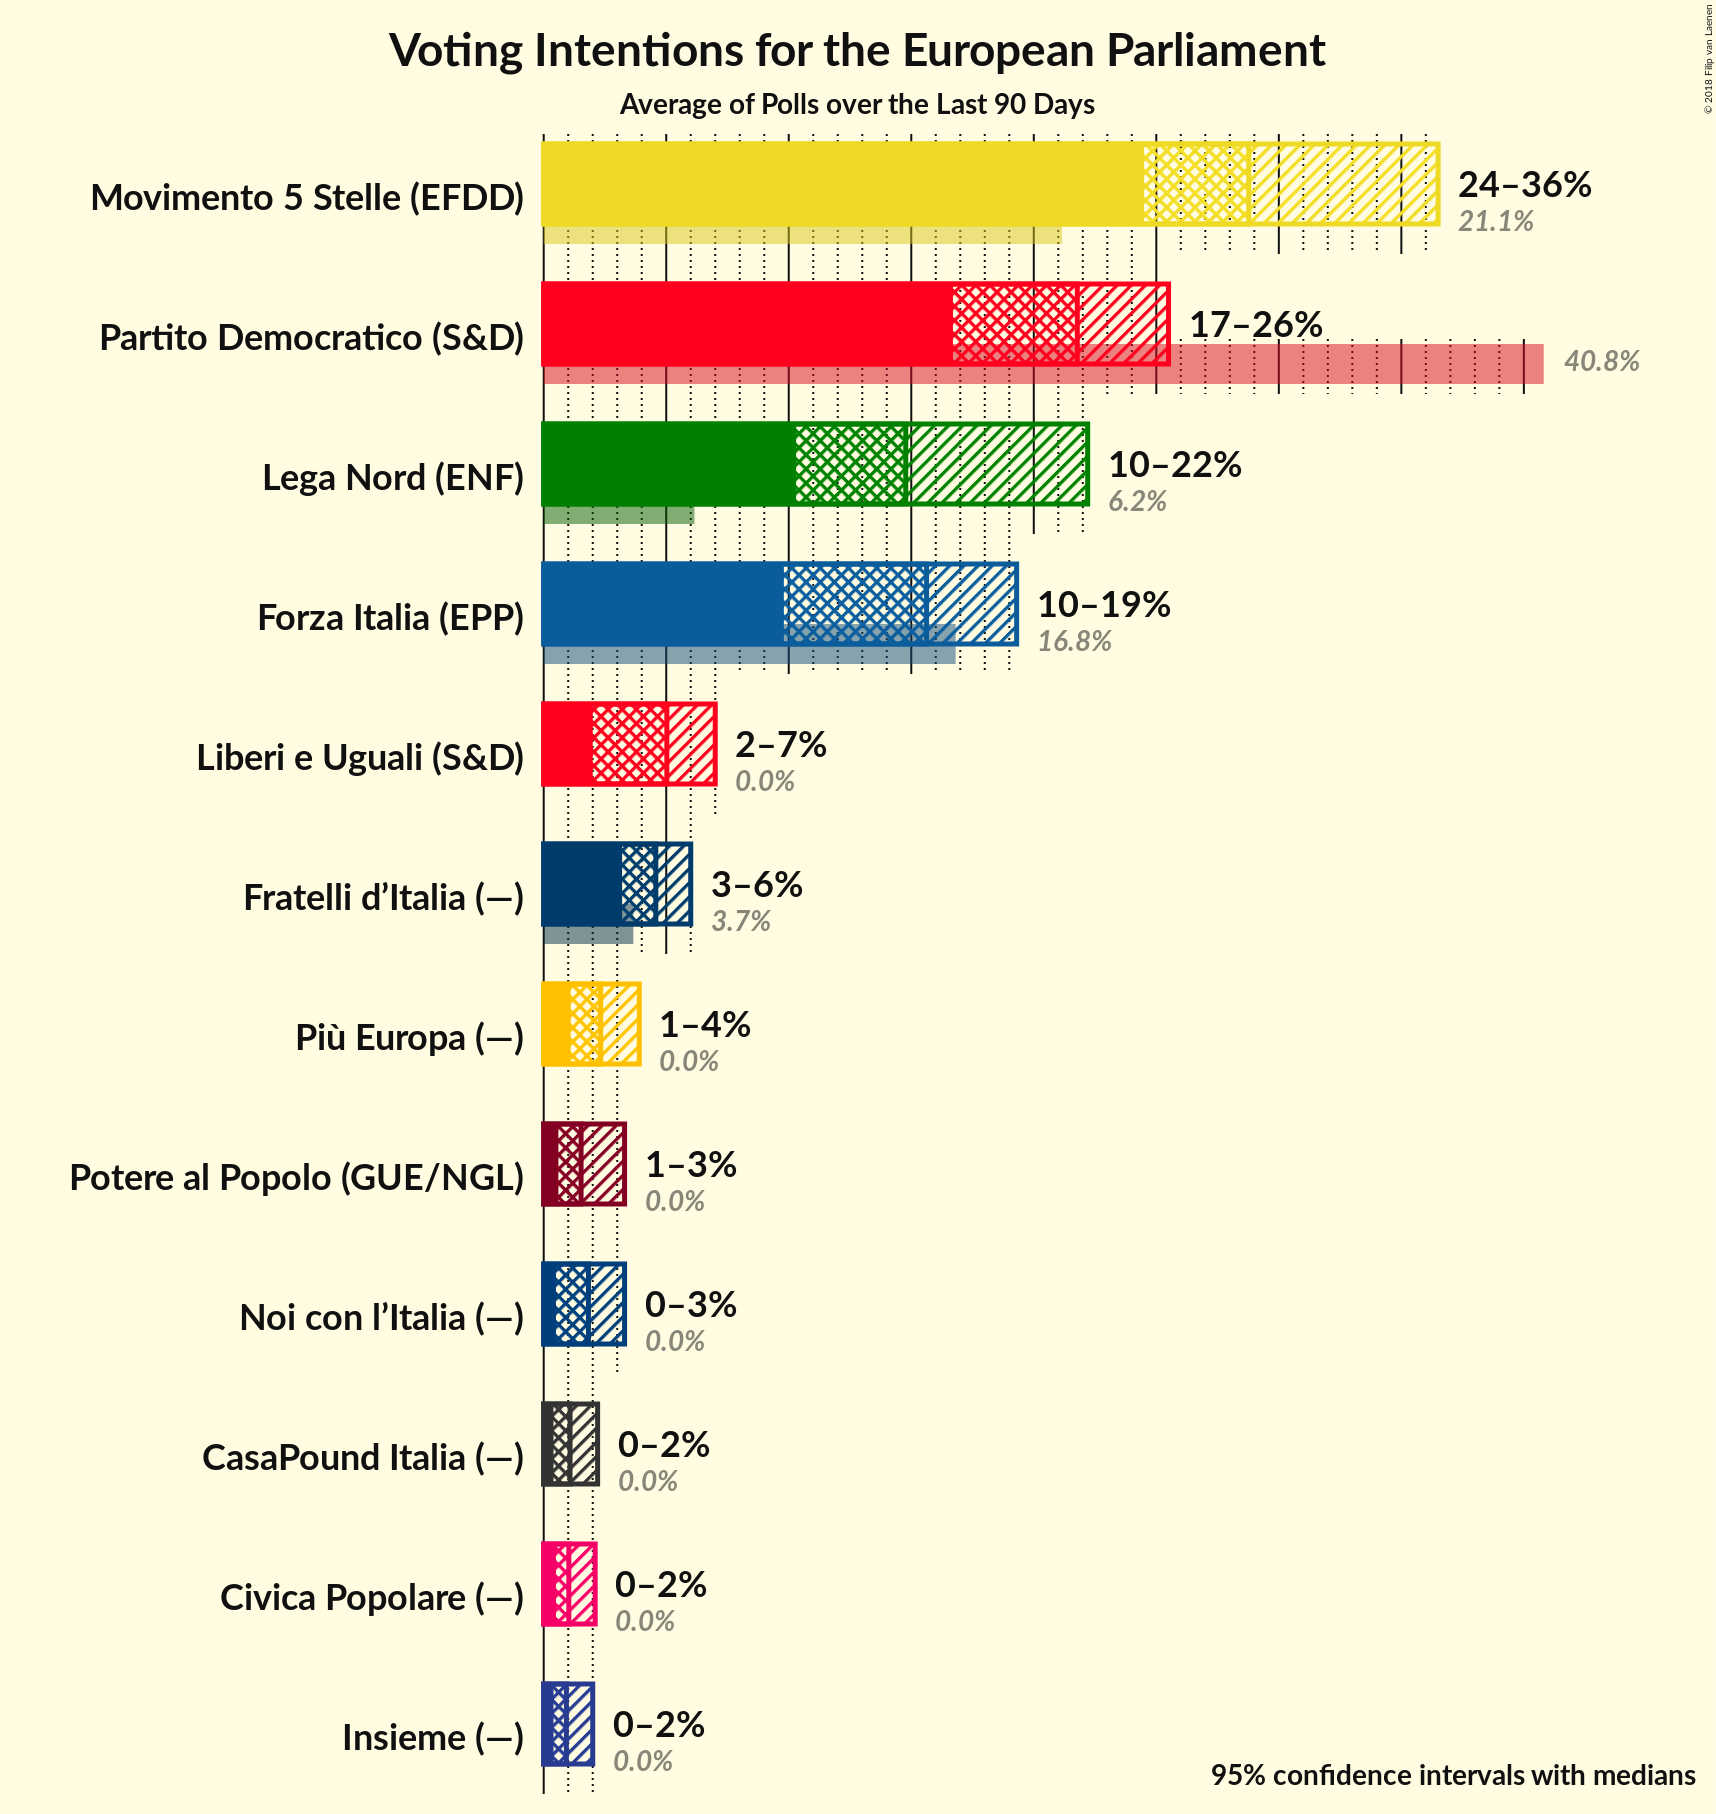 Voting Intentions for the European Parliament
Average of Polls over the Last 90 Days
© 2018 Filip van Laenen
Movimento 5 Stelle (EFDD)
24–36%
21.1%
Partito Democratico (S&D)
17–26%
40.8%
Lega Nord (ENF)
10–22%
6.2%
Forza Italia (EPP)
10–19%
16.8%
Liberi e Uguali (S&D)
2–7%
0.0%
Fratelli d’Italia (—)
3–6%
3.7%
Più Europa (—)
1–4%
0.0%
Potere al Popolo (GUE/NGL)
1–3%
0.0%
Noi con l’Italia (—)
0–3%
0.0%
CasaPound Italia (—)
0–2%
0.0%
Civica Popolare (—)
0–2%
0.0%
Insieme (—)
0–2%
0.0%
95% confidence intervals with medians